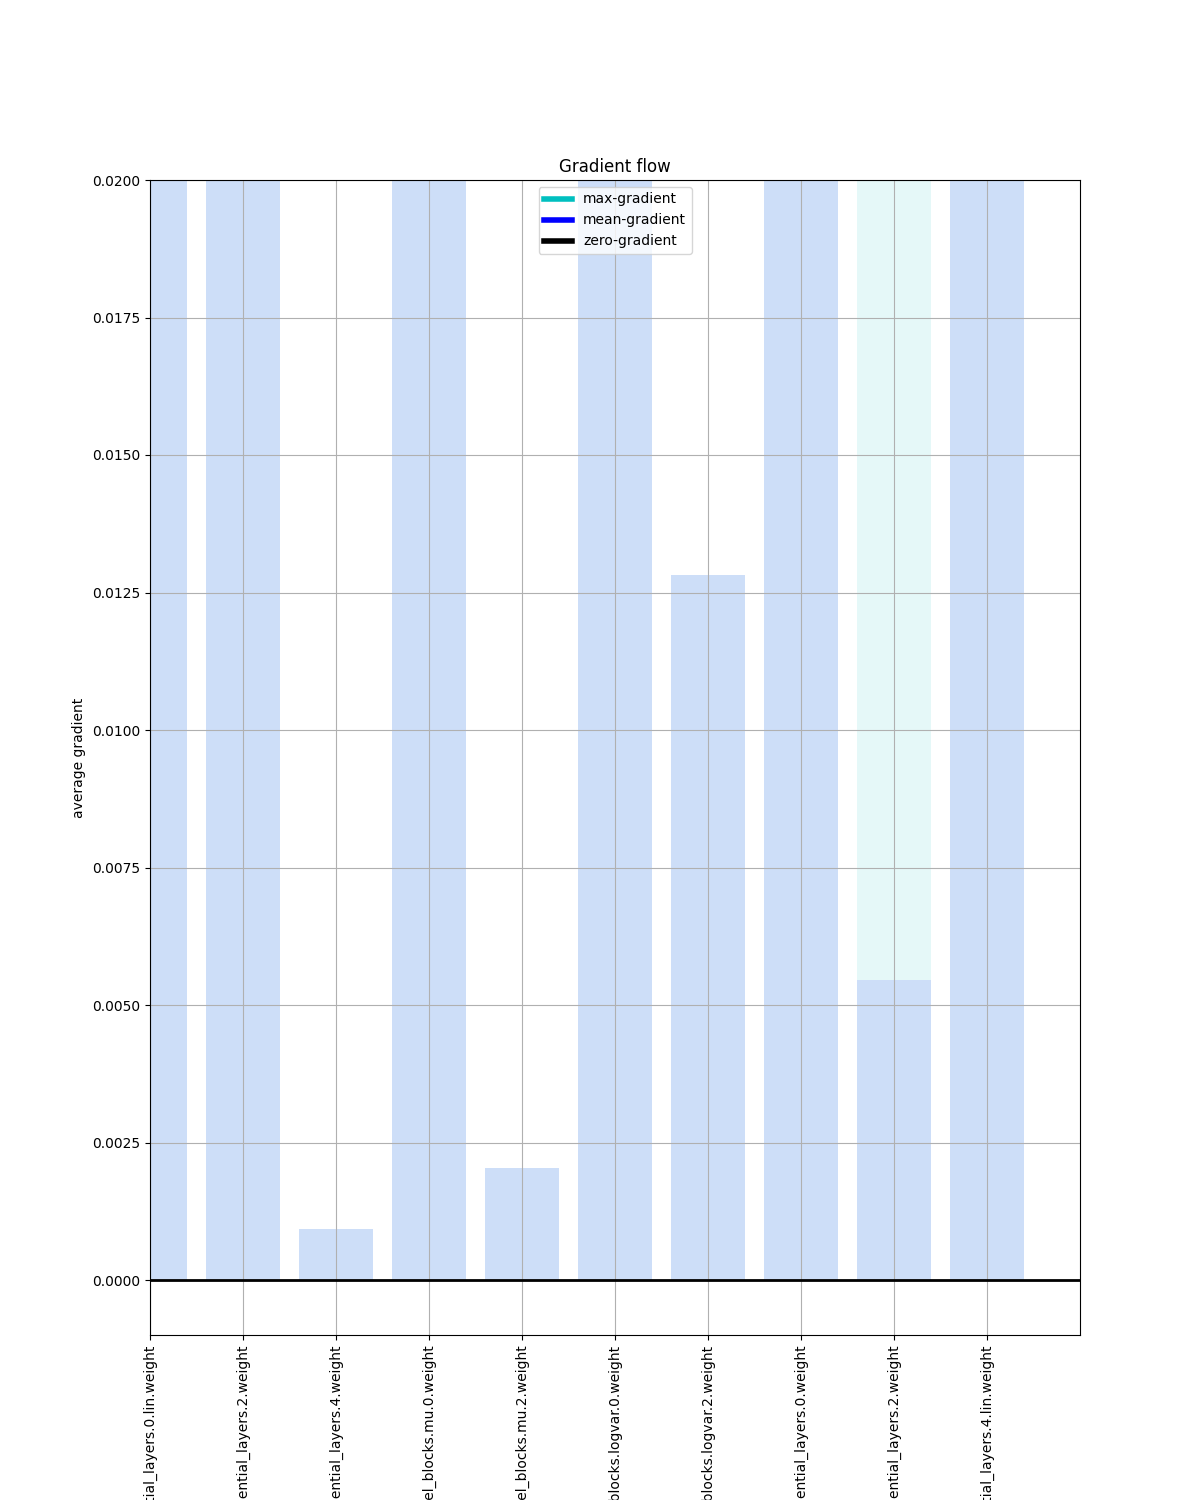 Gradient flow
max-gradient
mean-gradient
zero-gradient
0.0200
0.0175
0.0150
0.0125
0.0100
0.0075
0.0050
0.0025
0.0000
average gradient
tial_layers.0.lin.weight
ential_layers.2.weight
ential_layers.4.weight
el_blocks.mu.0.weight
el_blocks.mu.2.weight
blocks.logvar.0.weight
blocks.logvar.2.weight
ential_layers.0.weight
ential_layers.2.weight
tial_layers.4.lin.weight